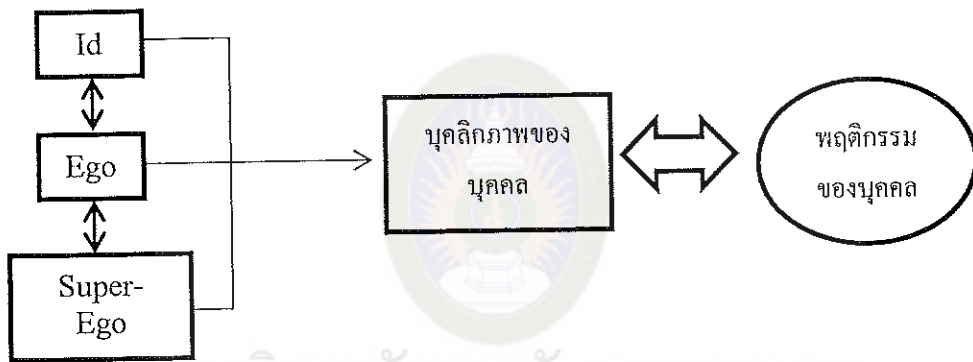 Id
Ego
Super-
Ego
บุคลิกภาพของ
บุคคล
พฤติกรรม
ของบุคคล